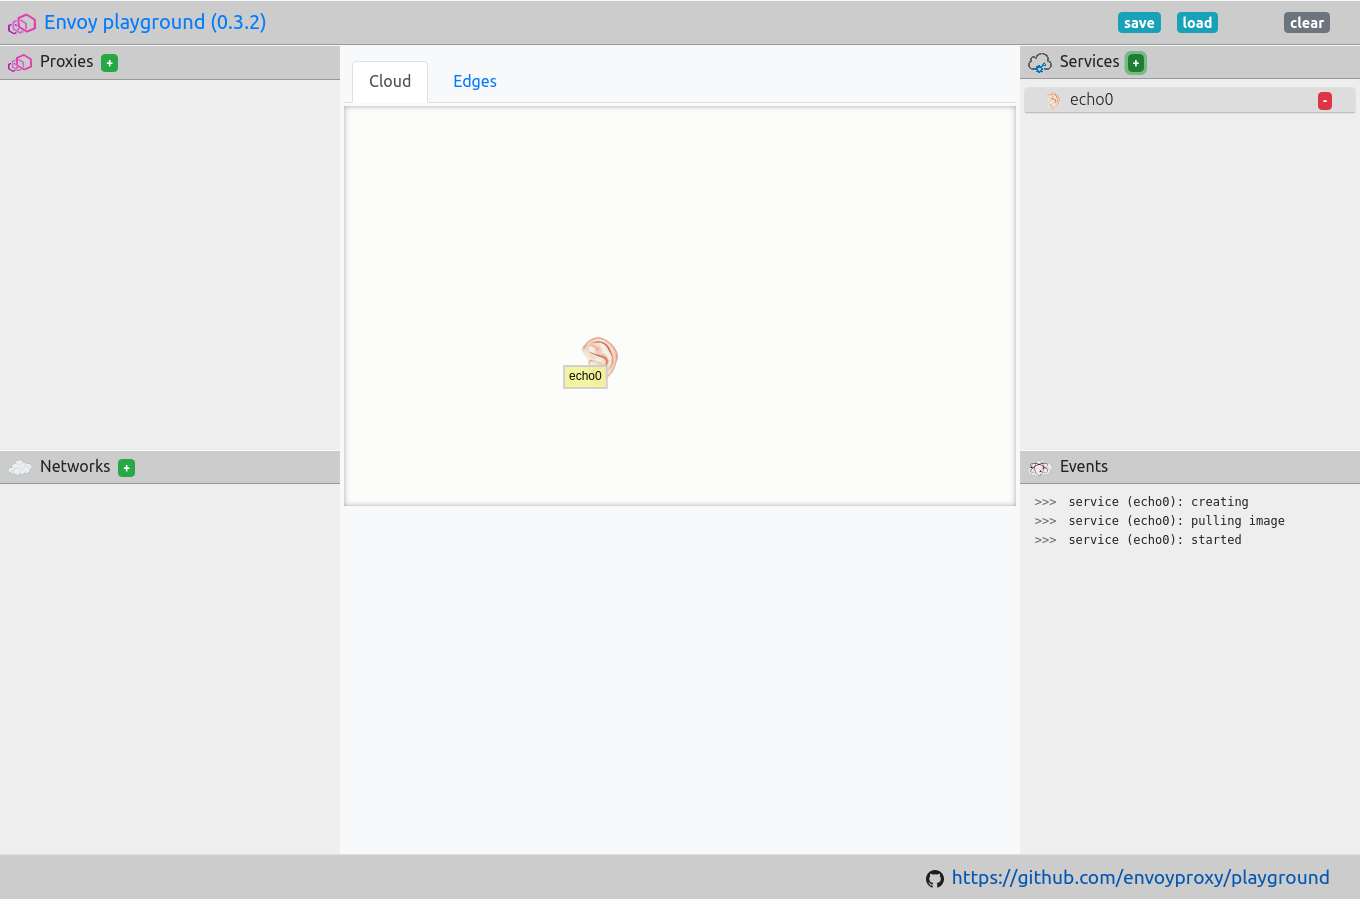 Envoy playground (0.3.2)
save
load
clear
Proxies +
Cloud
Edges
Services +
echo0 -
echo0
Networks +
Events
>>> service (echo0): creating
>>> service (echo0): pulling image
>>> service (echo0): started
https://github.com/envoyproxy/playground